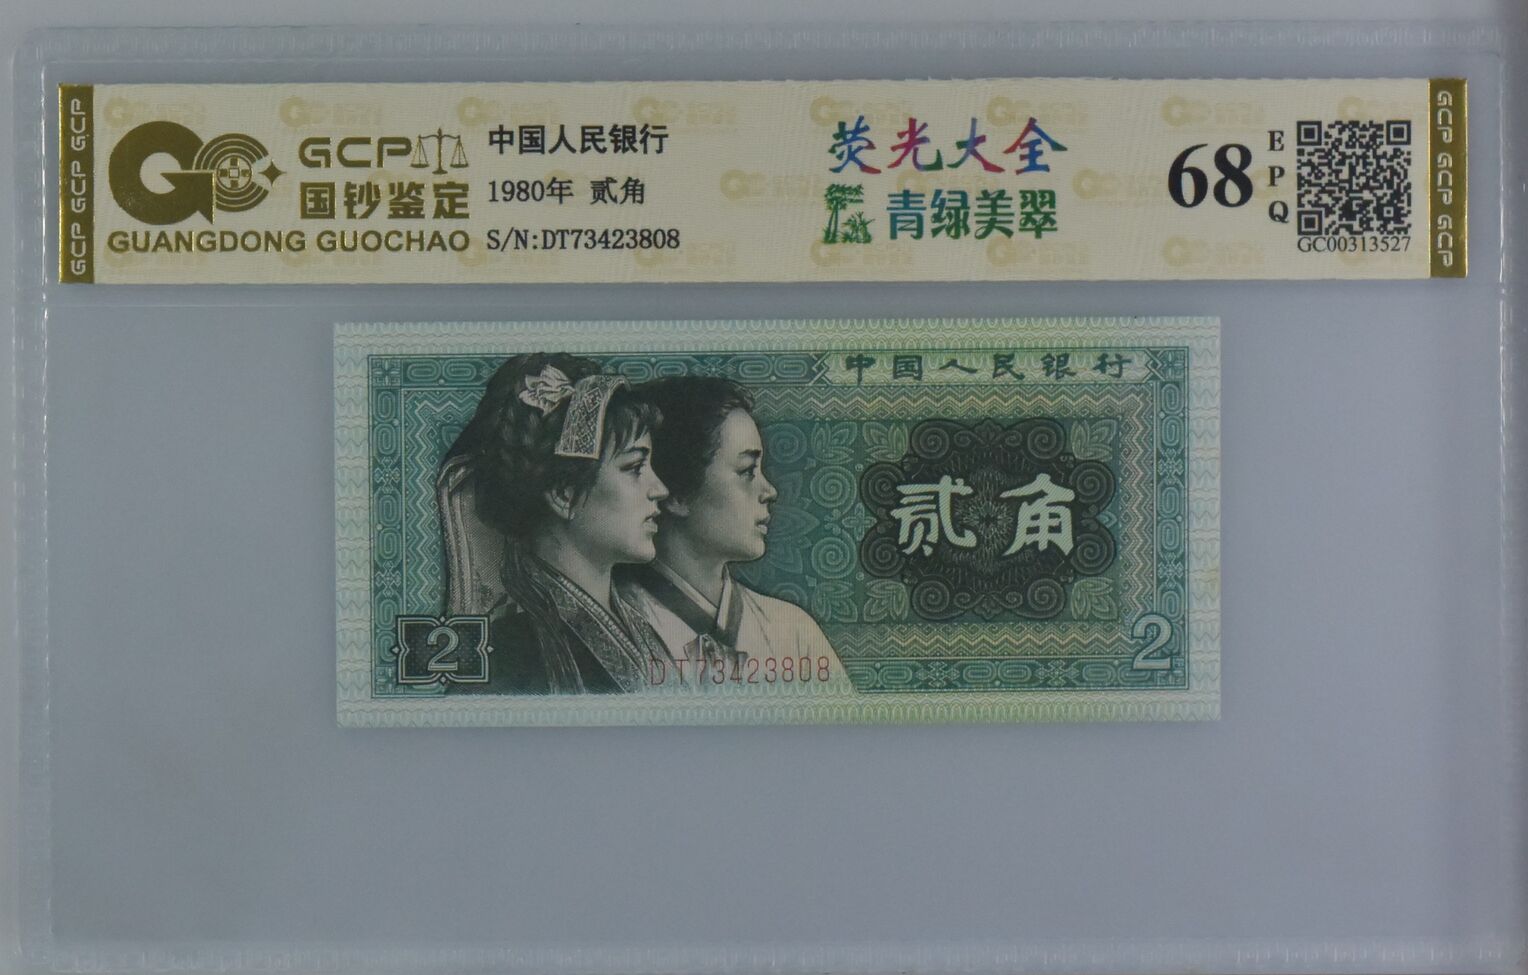 GCP GCP GCP
GCP
国钞鉴定
GUANGDONG GUOCHAO
中国人民银行
1980年 贰角
S/N:DT73423808
荧光大全
青绿美翠
68
EPQ
GC00313527
GCP GCP GCP
中国人民银行
贰角
2
DT73423808
2